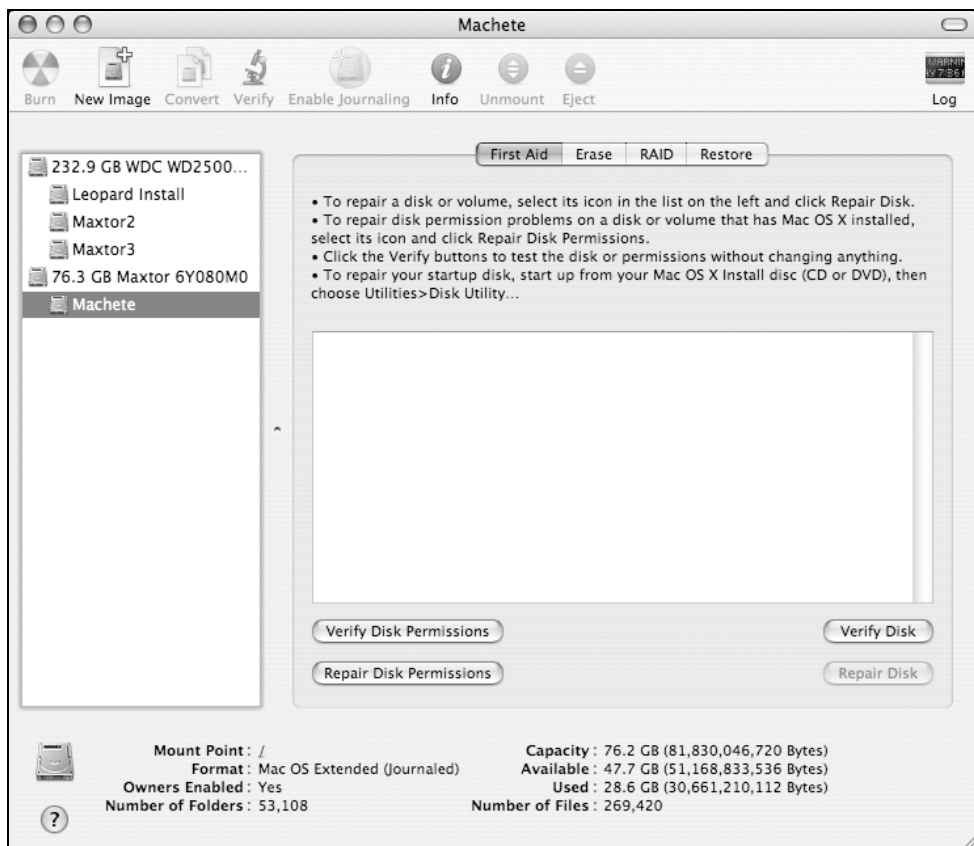 Machete
Burn New Image Convert Verify Enable Journaling Info Unmount Eject Log
232.9 GB WDC WD2500...
Leopard Install
Maxtor2
Maxtor3
76.3 GB Maxtor 6Y080M0
Machete
First Aid Erase RAID Restore
• To repair a disk or volume, select its icon in the list on the left and click Repair Disk.
• To repair disk permission problems on a disk or volume that has Mac OS X installed,
select its icon and click Repair Disk Permissions.
• Click the Verify buttons to test the disk or permissions without changing anything.
• To repair your startup disk, start up from your Mac OS X Install disc (CD or DVD), then
choose Utilities>Disk Utility...
Verify Disk Permissions Verify Disk
Repair Disk Permissions Repair Disk
Mount Point : / Capacity : 76.2 GB (81,830,046,720 Bytes)
Format : Mac OS Extended (Journaled) Available : 47.7 GB (51,168,833,536 Bytes)
Owners Enabled : Yes Used : 28.6 GB (30,661,210,112 Bytes)
Number of Folders : 53,108 Number of Files : 269,420
?